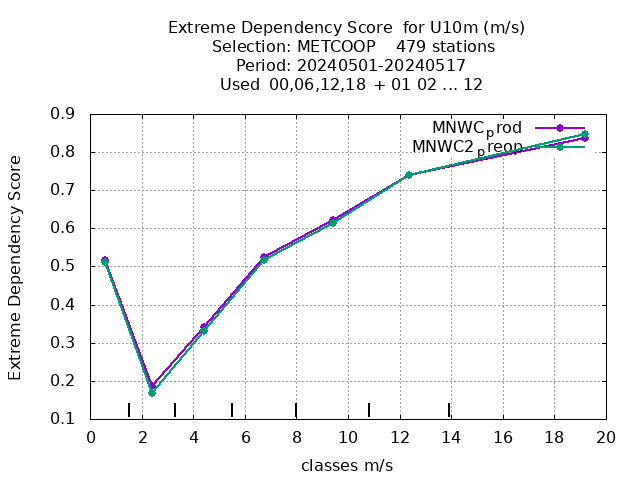 Extreme Dependency Score for U10m (m/s)
Selection: METCOOP 479 stations
Period: 20240501-20240517
Used 00,06,12,18 + 01 02 ... 12
MNWCprod
MNWC2preop
Extreme Dependency Score
0.9
0.8
0.7
0.6
0.5
0.4
0.3
0.2
0.1
0 2 4 6 8 10 12 14 16 18 20
classes m/s